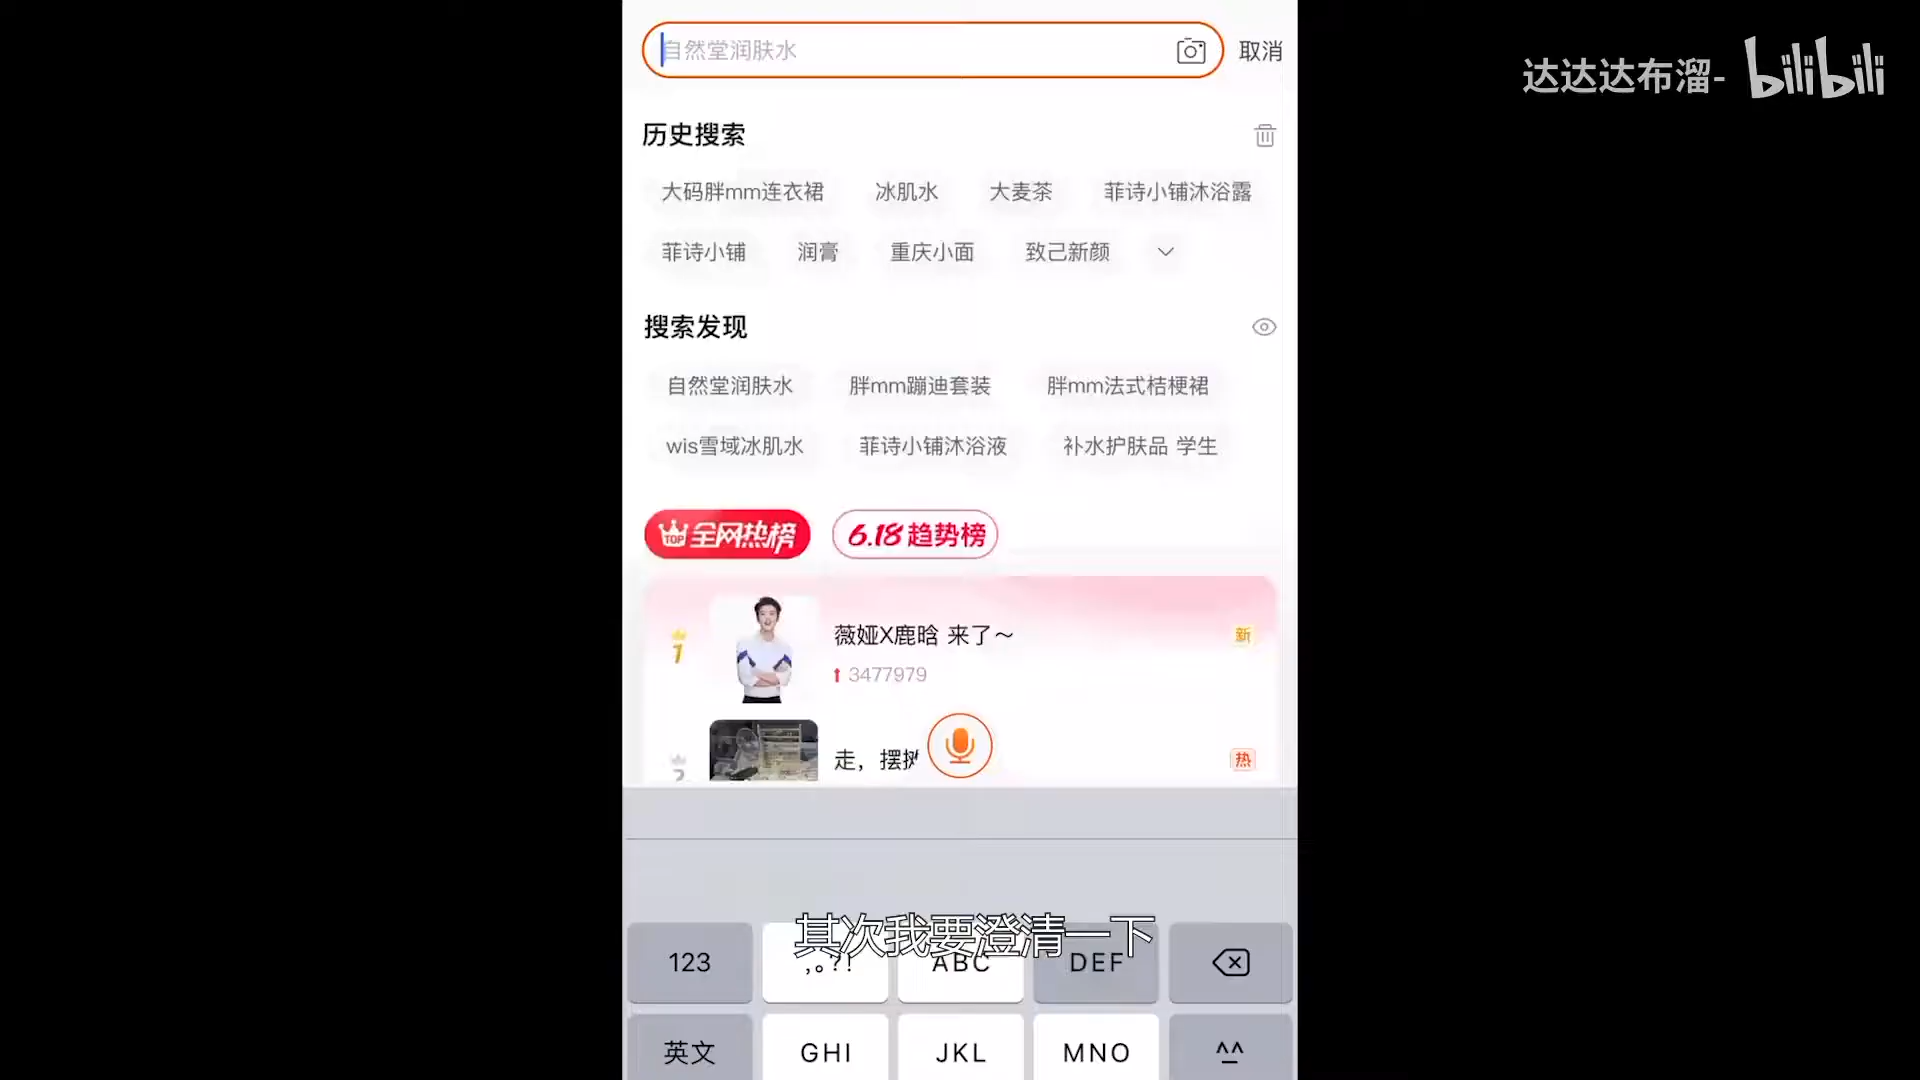 自然堂润肤水
取消
达达达布溜- bilibili
历史搜索
大码胖mm连衣裙 冰肌水 大麦茶 菲诗小铺沐浴露
菲诗小铺 润膏 重庆小面 致己新颜
搜索发现
自然堂润肤水 胖mm蹦迪套装 胖mm法式桔梗裙
wis雪域冰肌水 菲诗小铺沐浴液 补水护肤品 学生
TOP 全网热榜 6.18 趋势榜
1 薇娅X鹿晗 来了～ 新
3477979
2 走，摆 热
其次我要澄清一下
123 ,。?! ABC DEF
英文 GHI JKL MNO ^^